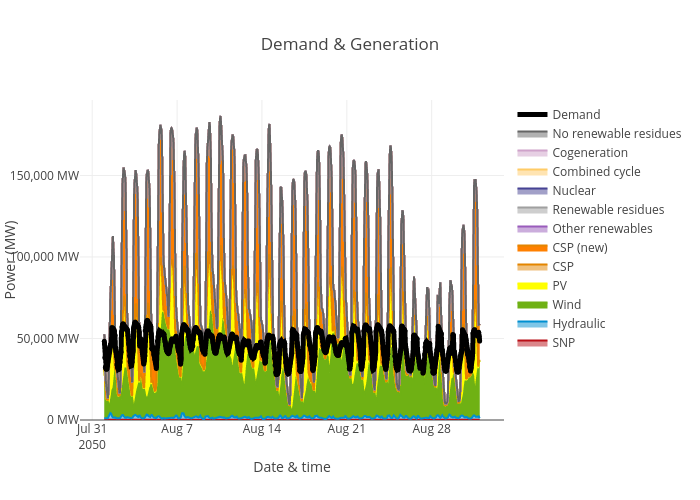 Demand & Generation
Power (MW)
150,000 MW
00,000 MW
50,000 MW
0 MW
Jul 31
2050
Aug 7
Aug 14
Aug 21
Aug 28
Date & time
Demand
No renewable residues
Cogeneration
Combined cycle
Nuclear
Renewable residues
Other renewables
CSP (new)
CSP
PV
Wind
Hydraulic
SNP